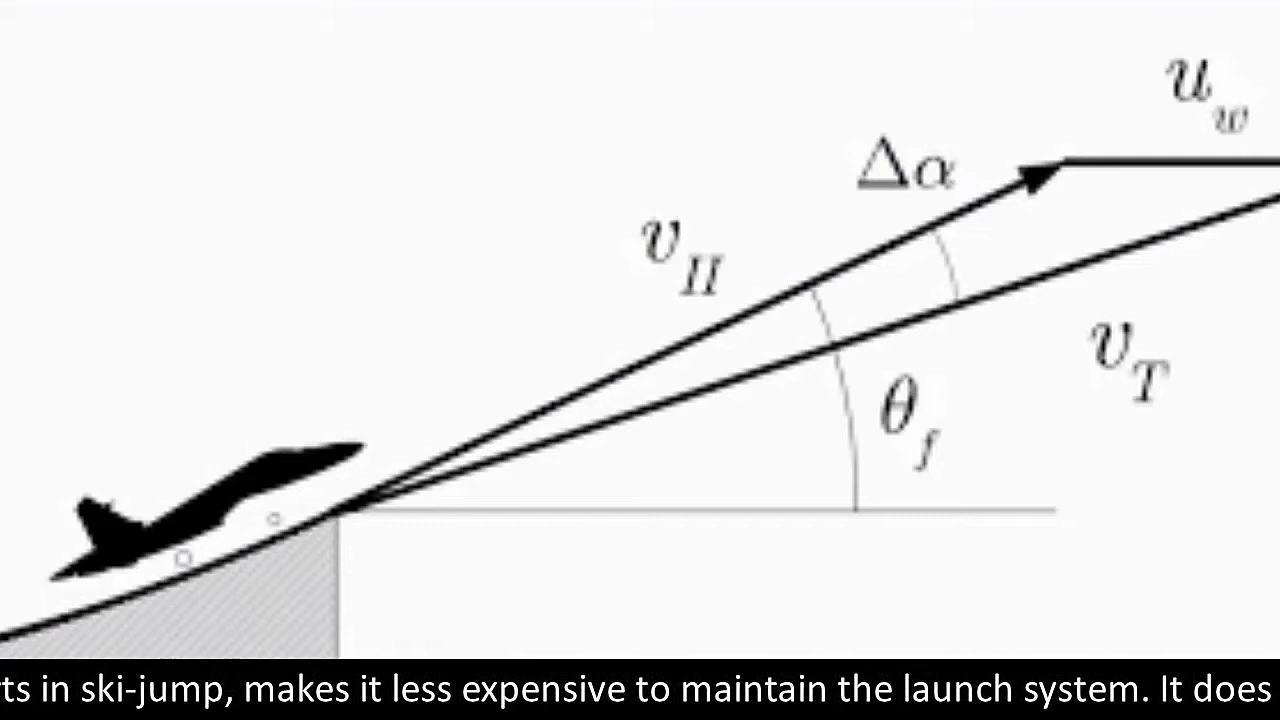 u_w
Δα
v_H
v_T
θ_f
ts in ski-jump, makes it less expensive to maintain the launch system. It does